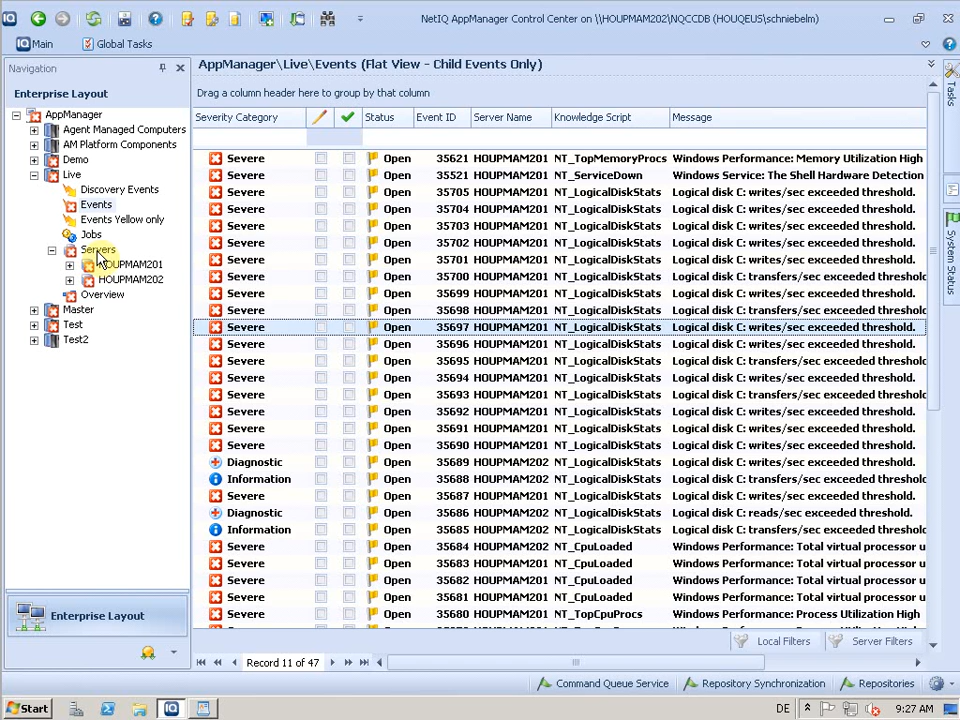 NetIQ AppManager Control Center on \\HOUPMAM202\NQCCDB (HOUQEUS\schniebelm)
Main
Global Tasks
Navigation
Enterprise Layout
AppManager
Agent Managed Computers
AM Platform Components
Demo
Live
Discovery Events
Events
Events Yellow only
Jobs
Servers
HOUPMAM201
HOUPMAM202
Overview
Master
Test
Test2
Enterprise Layout
AppManager\Live\Events (Flat View - Child Events Only)
Drag a column header here to group by that column
Severity Category Status Event ID Server Name Knowledge Script Message
Severe Open 35621 HOUPMAM201 NT_TopMemoryProcs Windows Performance: Memory Utilization High
Severe Open 35521 HOUPMAM201 NT_ServiceDown Windows Service: The Shell Hardware Detection
Severe Open 35705 HOUPMAM201 NT_LogicalDiskStats Logical disk C: writes/sec exceeded threshold.
Severe Open 35704 HOUPMAM201 NT_LogicalDiskStats Logical disk C: writes/sec exceeded threshold.
Severe Open 35703 HOUPMAM201 NT_LogicalDiskStats Logical disk C: writes/sec exceeded threshold.
Severe Open 35702 HOUPMAM201 NT_LogicalDiskStats Logical disk C: writes/sec exceeded threshold.
Severe Open 35701 HOUPMAM201 NT_LogicalDiskStats Logical disk C: writes/sec exceeded threshold.
Severe Open 35700 HOUPMAM201 NT_LogicalDiskStats Logical disk C: transfers/sec exceeded threshold
Severe Open 35699 HOUPMAM201 NT_LogicalDiskStats Logical disk C: writes/sec exceeded threshold.
Severe Open 35698 HOUPMAM201 NT_LogicalDiskStats Logical disk C: transfers/sec exceeded threshold
Severe Open 35697 HOUPMAM201 NT_LogicalDiskStats Logical disk C: writes/sec exceeded threshold.
Severe Open 35696 HOUPMAM201 NT_LogicalDiskStats Logical disk C: writes/sec exceeded threshold.
Severe Open 35695 HOUPMAM201 NT_LogicalDiskStats Logical disk C: transfers/sec exceeded threshold
Severe Open 35694 HOUPMAM201 NT_LogicalDiskStats Logical disk C: writes/sec exceeded threshold.
Severe Open 35693 HOUPMAM201 NT_LogicalDiskStats Logical disk C: transfers/sec exceeded threshold
Severe Open 35692 HOUPMAM201 NT_LogicalDiskStats Logical disk C: writes/sec exceeded threshold.
Severe Open 35691 HOUPMAM201 NT_LogicalDiskStats Logical disk C: writes/sec exceeded threshold.
Severe Open 35690 HOUPMAM201 NT_LogicalDiskStats Logical disk C: writes/sec exceeded threshold.
Diagnostic Open 35689 HOUPMAM202 NT_LogicalDiskStats Logical disk C: writes/sec exceeded threshold.
Information Open 35688 HOUPMAM202 NT_LogicalDiskStats Logical disk C: transfers/sec exceeded threshold
Severe Open 35687 HOUPMAM201 NT_LogicalDiskStats Logical disk C: writes/sec exceeded threshold.
Diagnostic Open 35686 HOUPMAM202 NT_LogicalDiskStats Logical disk C: reads/sec exceeded threshold.
Information Open 35685 HOUPMAM202 NT_LogicalDiskStats Logical disk C: transfers/sec exceeded threshold
Severe Open 35684 HOUPMAM202 NT_CpuLoaded Windows Performance: Total virtual processor u
Severe Open 35683 HOUPMAM202 NT_CpuLoaded Windows Performance: Total virtual processor u
Severe Open 35682 HOUPMAM202 NT_CpuLoaded Windows Performance: Total virtual processor u
Severe Open 35681 HOUPMAM202 NT_CpuLoaded Windows Performance: Total virtual processor u
Severe Open 35680 HOUPMAM201 NT_TopCpuProcs Windows Performance: Process Utilization High
Local Filters
Server Filters
Record 11 of 47
Tasks
System Status
Command Queue Service
Repository Synchronization
Repositories
Start
DE
9:27 AM